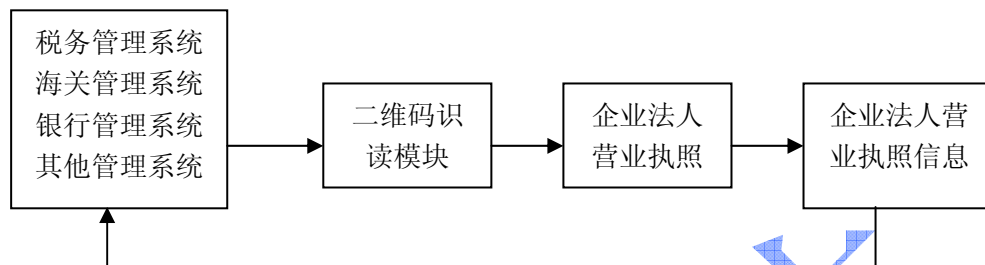 税务管理系统
海关管理系统
银行管理系统
其他管理系统
二维码识
读模块
企业法人
营业执照
企业法人营
业执照信息